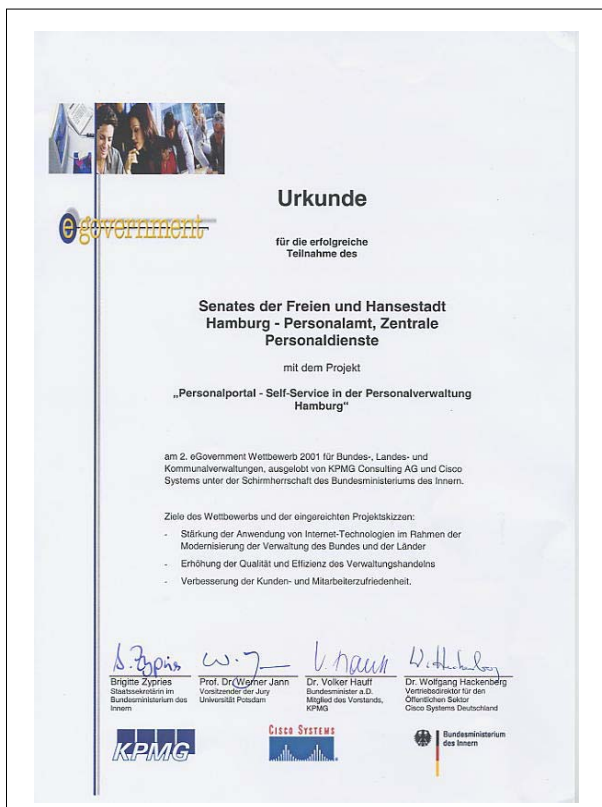 e government
Urkunde
für die erfolgreiche
Teilnahme des
Senates der Freien und Hansestadt
Hamburg - Personalamt, Zentrale
Personaldienste
mit dem Projekt
„Personalportal - Self-Service in der Personalverwaltung
Hamburg“
am 2. eGovernment Wettbewerb 2001 für Bundes-, Landes- und
Kommunalverwaltungen, ausgelobt von KPMG Consulting AG und Cisco
Systems unter der Schirmherrschaft des Bundesministeriums des Innern.
Ziele des Wettbewerbs und der eingereichten Projektskizzen:
- Stärkung der Anwendung von Internet-Technologien im Rahmen der
Modernisierung der Verwaltung des Bundes und der Länder
- Erhöhung der Qualität und Effizienz des Verwaltungshandelns
- Verbesserung der Kunden- und Mitarbeiterzufriedenheit.
B. Zypries W. J V. Hauff W. Hackenberg
Brigitte Zypries
Staatssekretärin im
Bundesministerium des
Innern
Prof. Dr. Werner Jann
Vorsitzender der Jury
Universität Potsdam
Dr. Volker Hauff
Bundesminister a.D.
Mitglied des Vorstands,
KPMG
Dr. Wolfgang Hackenberg
Vertriebsdirektor für den
Öffentlichen Sektor
Cisco Systems Deutschland
KPMG
CISCO SYSTEMS
Bundesministerium
des Innern